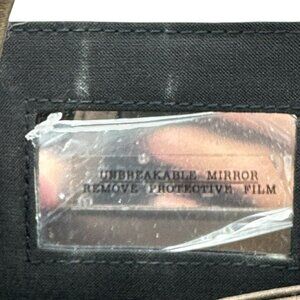 UNBREAKABLE MIRROR
REMOVE PROTECTIVE FILM